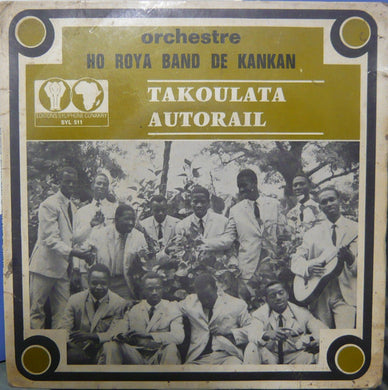 orchestre
HO ROYA BAND DE KANKAN
EDITIONS SYLIPHONE CONAKRY
SYL 511
TAKOULATA
AUTORAIL